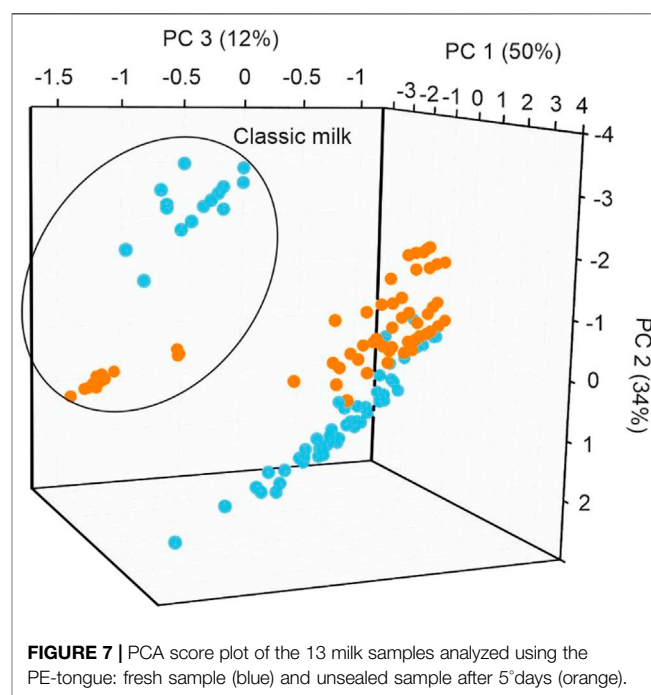 PC 3 (12%)
PC 1 (50%)
-1.5 -1 -0.5 0 -0.5 -1
-3 -2 -1 0 1 2 3 4
Classic milk
-4
-3
-2
-1
0
1
2
PC 2 (34%)
FIGURE 7 | PCA score plot of the 13 milk samples analyzed using the
PE-tongue: fresh sample (blue) and unsealed sample after 5°days (orange).